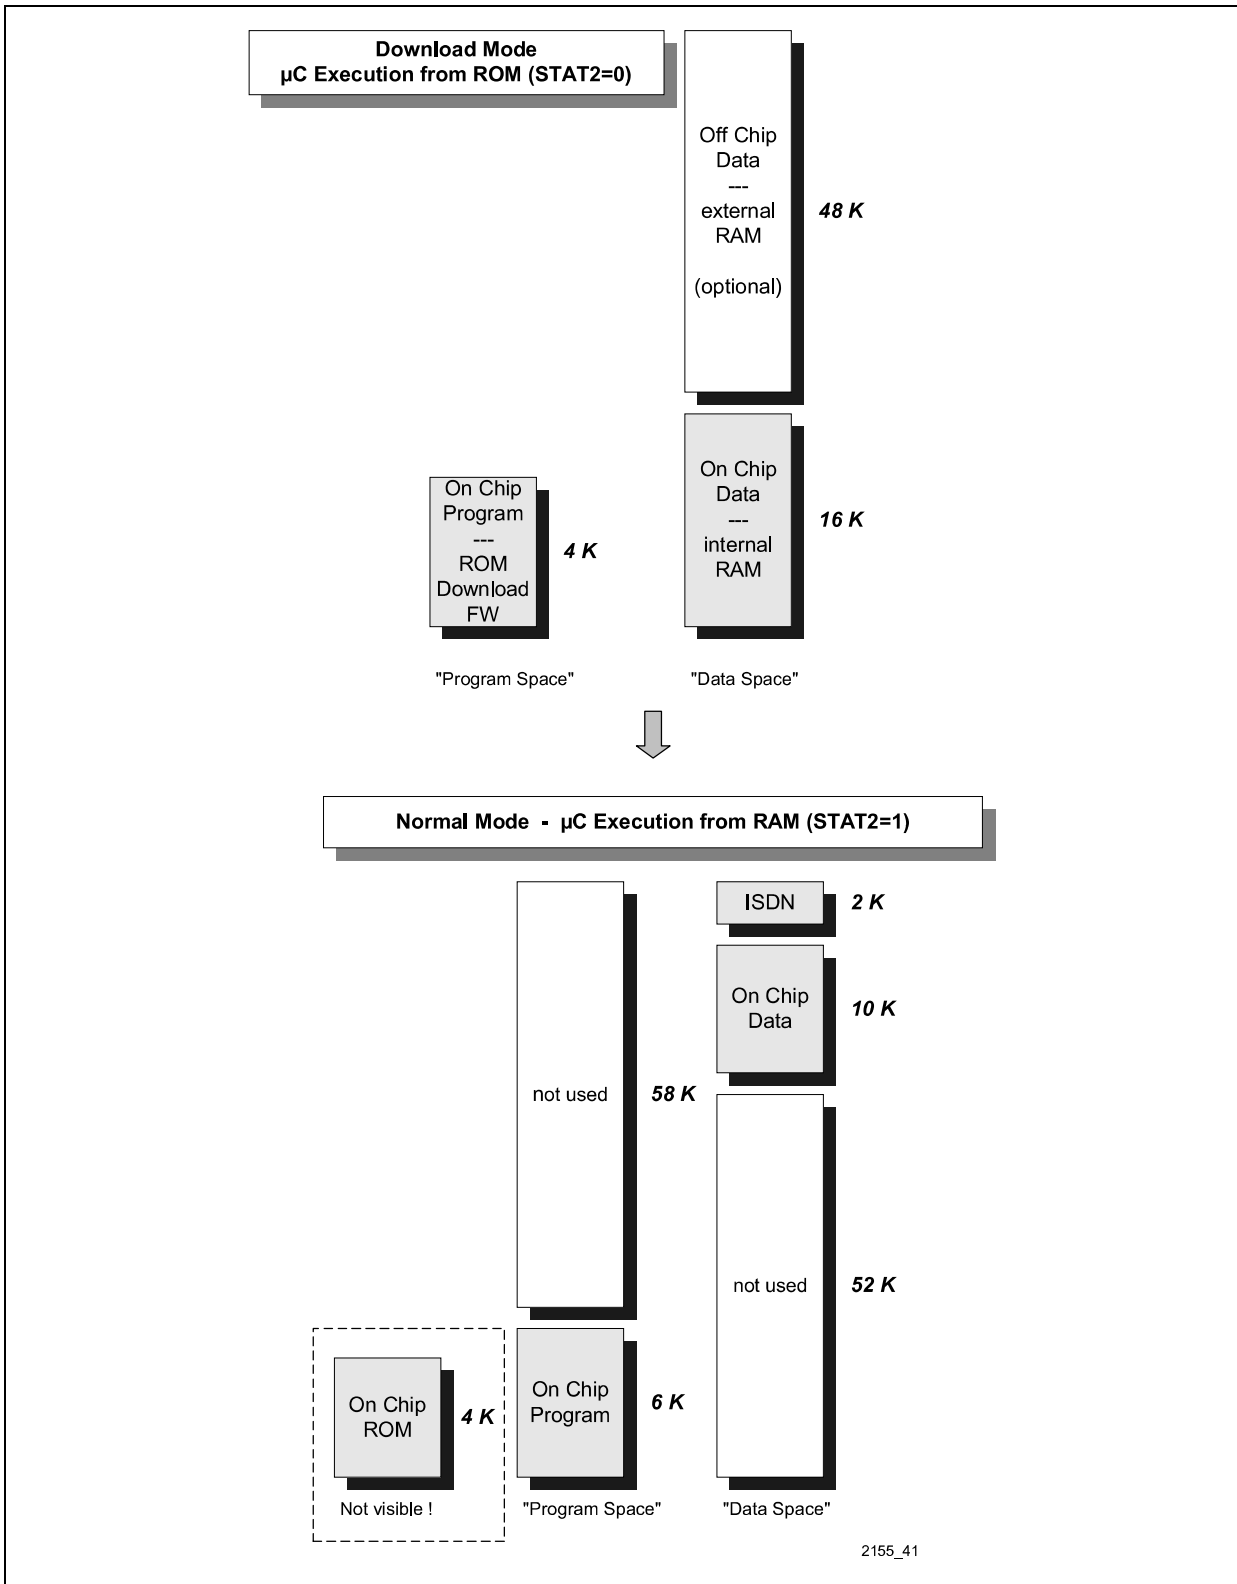 Download Mode
µC Execution from ROM (STAT2=0)
Off Chip
Data
---
external
RAM
(optional)
48 K
On Chip
Data
---
internal
RAM
16 K
On Chip
Program
---
ROM
Download
FW
4 K
"Program Space"
"Data Space"
Normal Mode - µC Execution from RAM (STAT2=1)
ISDN
2 K
On Chip
Data
10 K
not used
58 K
not used
52 K
On Chip
ROM
4 K
On Chip
Program
6 K
Not visible !
"Program Space"
"Data Space"
2155_41